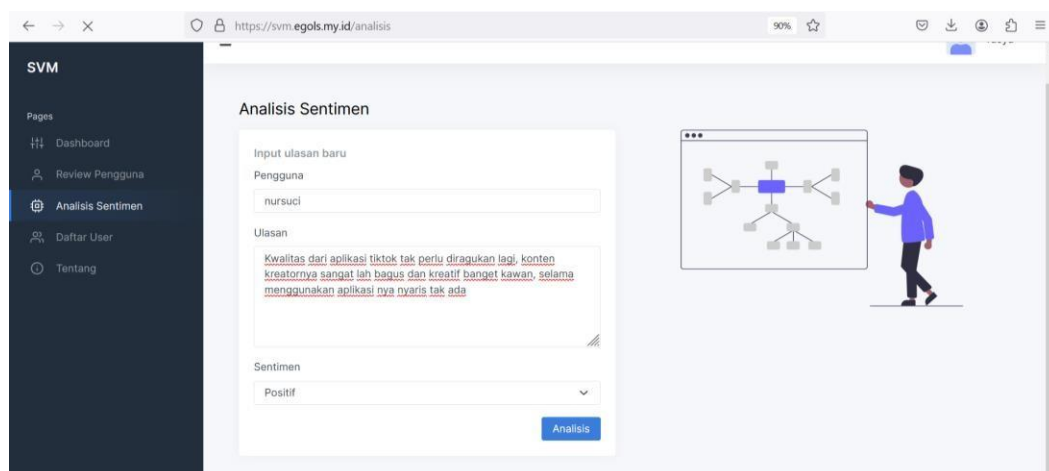 https://svm.egols.my.id/analisis
90%
SVM
Pages
Dashboard
Review Pengguna
Analisis Sentimen
Daftar User
Tentang
Analisis Sentimen
Input ulasan baru
Pengguna
nursuci
Ulasan
Kwalitas dari aplikasi tiktok tak perlu diragukan lagi, konten
kreatornya sangat lah bagus dan kreatif banget kawan, selama
menggunakan aplikasi nya nyaris tak ada
Sentimen
Positif
Analisis